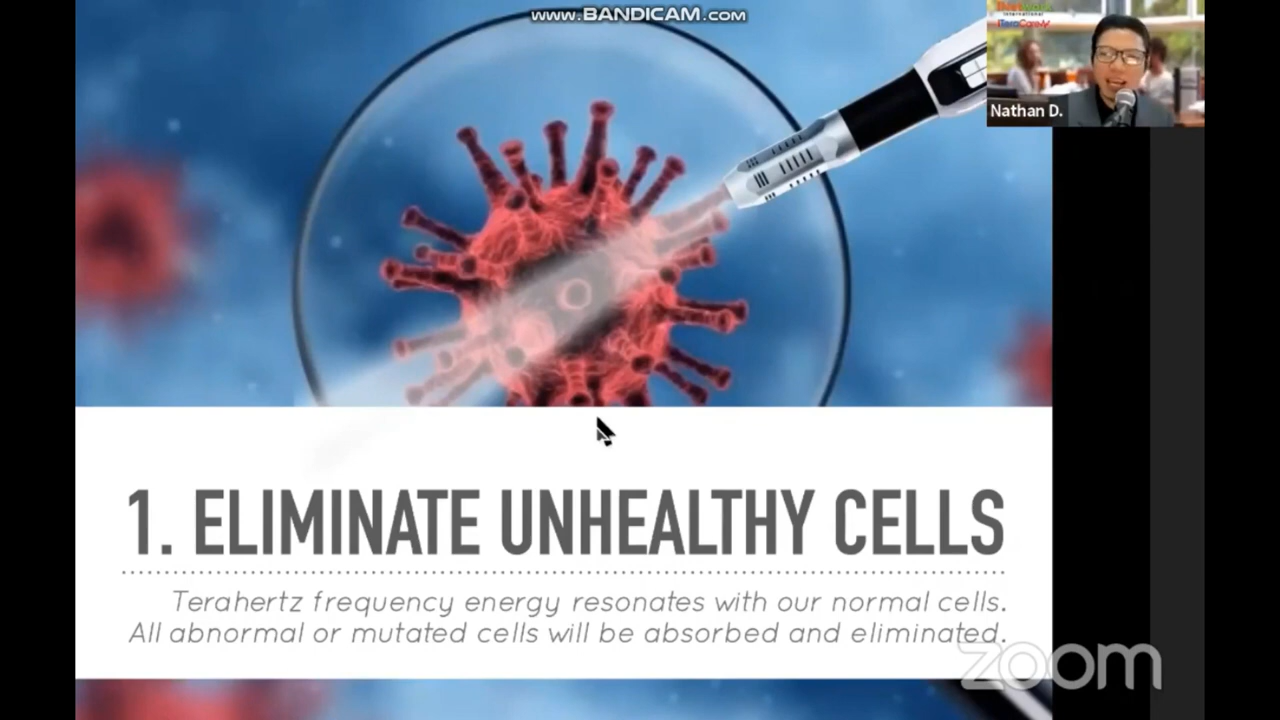 www.BANDICAM.com
iTeraCare
Nathan D.
1. ELIMINATE UNHEALTHY CELLS
Terahertz frequency energy resonates with our normal cells.
All abnormal or mutated cells will be absorbed and eliminated.
zoom